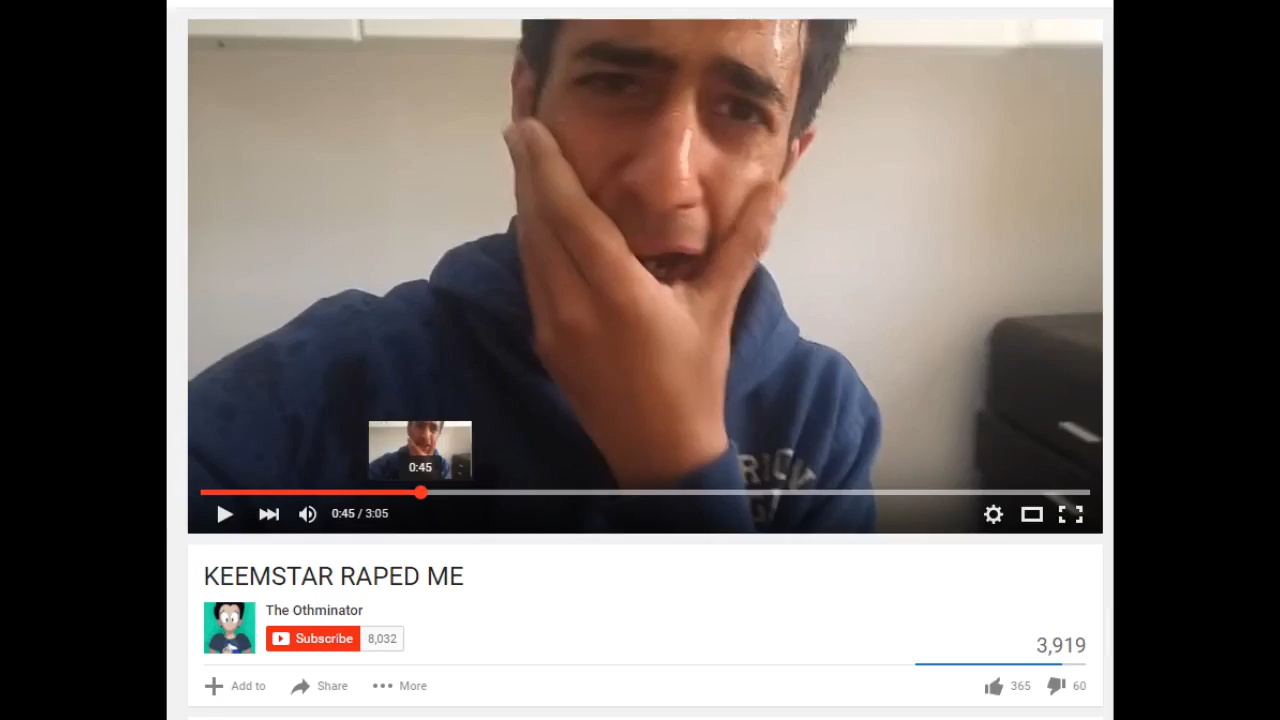 0:45
0:45 / 3:05
KEEMSTAR RAPED ME
The Othminator
Subscribe 8,032
3,919
Add to Share More 365 60